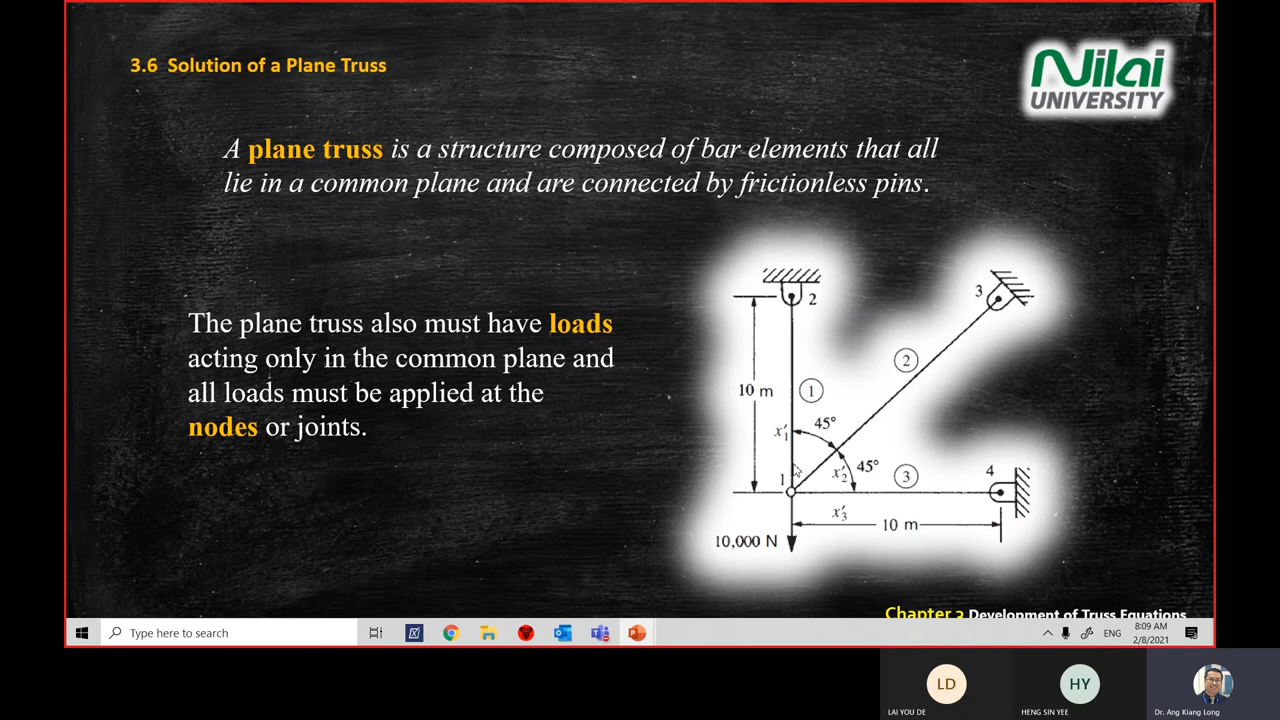 3.6 Solution of a Plane Truss
Nilai
UNIVERSITY
A plane truss is a structure composed of bar elements that all
lie in a common plane and are connected by frictionless pins.
The plane truss also must have loads
acting only in the common plane and
all loads must be applied at the
nodes or joints.
2
3
2
10 m
1
45°
x′1
45°
1
x′2
3
4
x′3
10 m
10,000 N
Chapter 3 Development of Truss Equations
Type here to search
ENG
8:09 AM
2/8/2021
LD
HY
LAI YOU DE
HENG SIN YEE
Dr. Ang Kiang Long